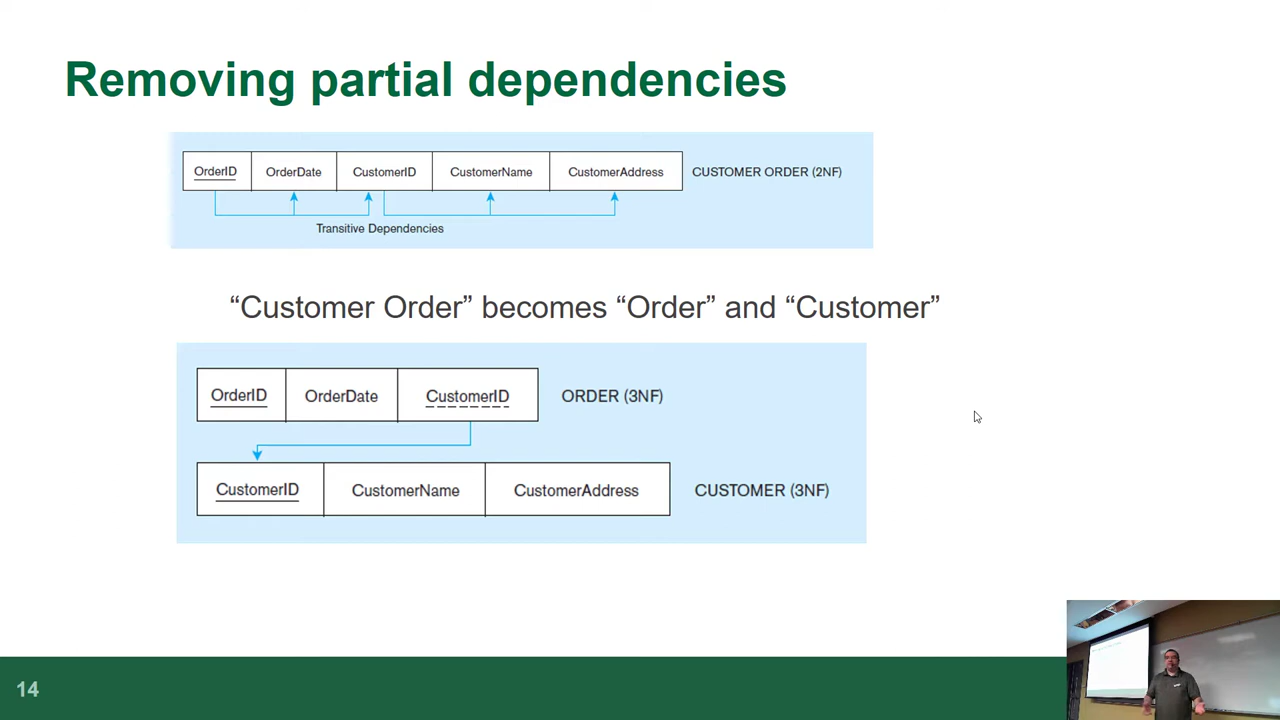 Removing partial dependencies
OrderID OrderDate CustomerID CustomerName CustomerAddress CUSTOMER ORDER (2NF)
Transitive Dependencies
“Customer Order” becomes “Order” and “Customer”
OrderID OrderDate CustomerID ORDER (3NF)
CustomerID CustomerName CustomerAddress CUSTOMER (3NF)
14